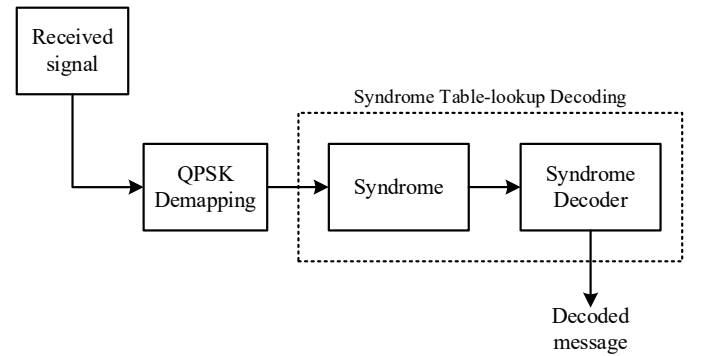 Received
signal
Syndrome Table-lookup Decoding
QPSK
Demapping
Syndrome
Syndrome
Decoder
Decoded
message